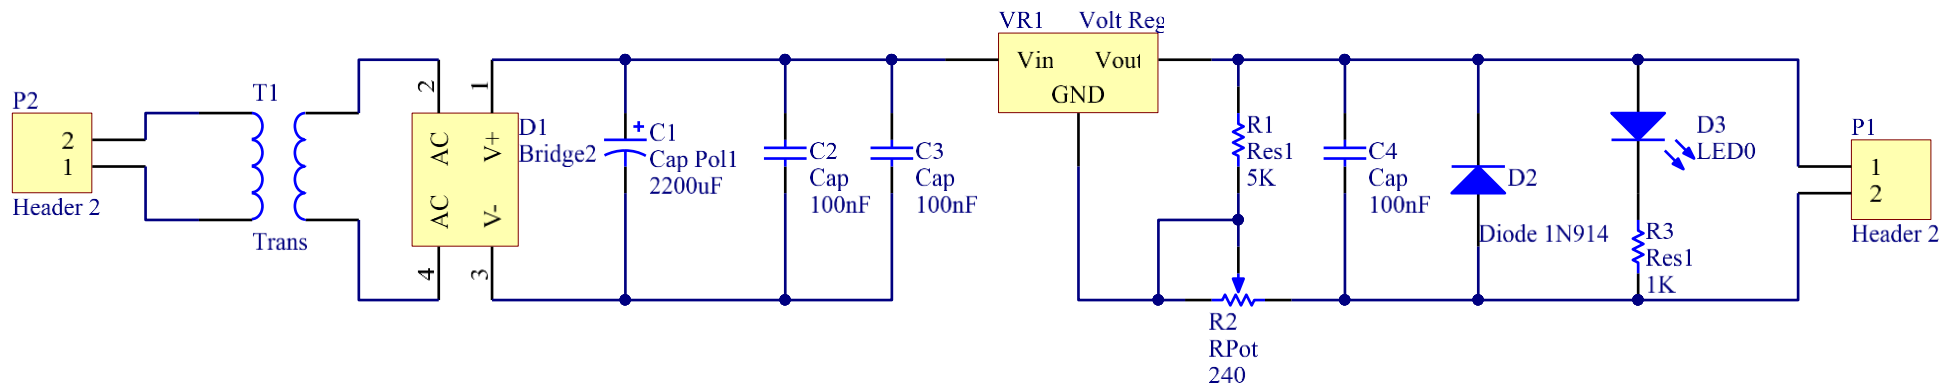 P2
2
1
Header 2
T1
Trans
2
1
AC
V+
AC
V-
4
3
D1
Bridge2
C1
Cap Pol1
2200uF
C2
Cap
100nF
C3
Cap
100nF
VR1 Volt Reg
Vin Vout
GND
R1
Res1
5K
R2
RPot
240
C4
Cap
100nF
D2
Diode 1N914
D3
LED0
R3
Res1
1K
P1
1
2
Header 2